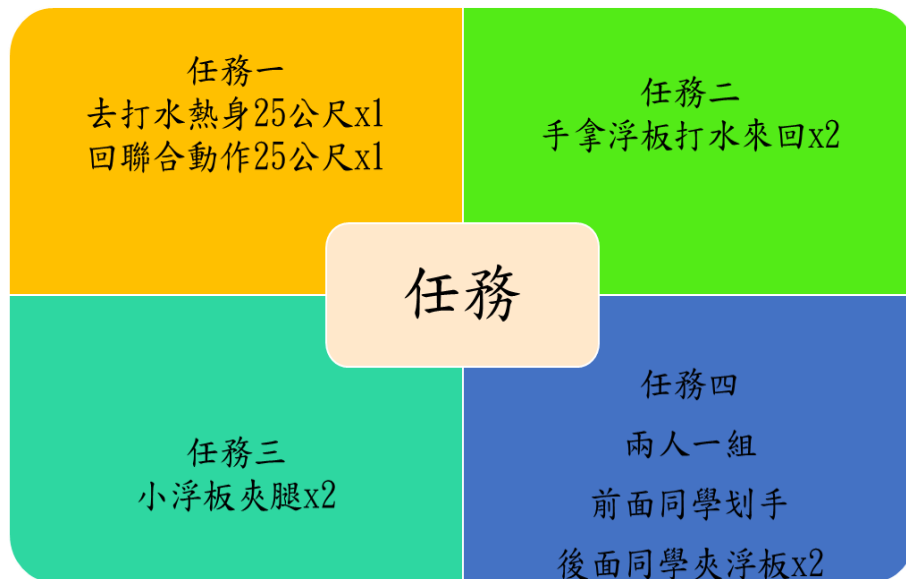 任務一
去打水熱身25公尺x1
回聯合動作25公尺x1
任務二
手拿浮板打水來回x2
任務
任務三
小浮板夾腿x2
任務四
兩人一組
前面同學划手
後面同學夾浮板x2